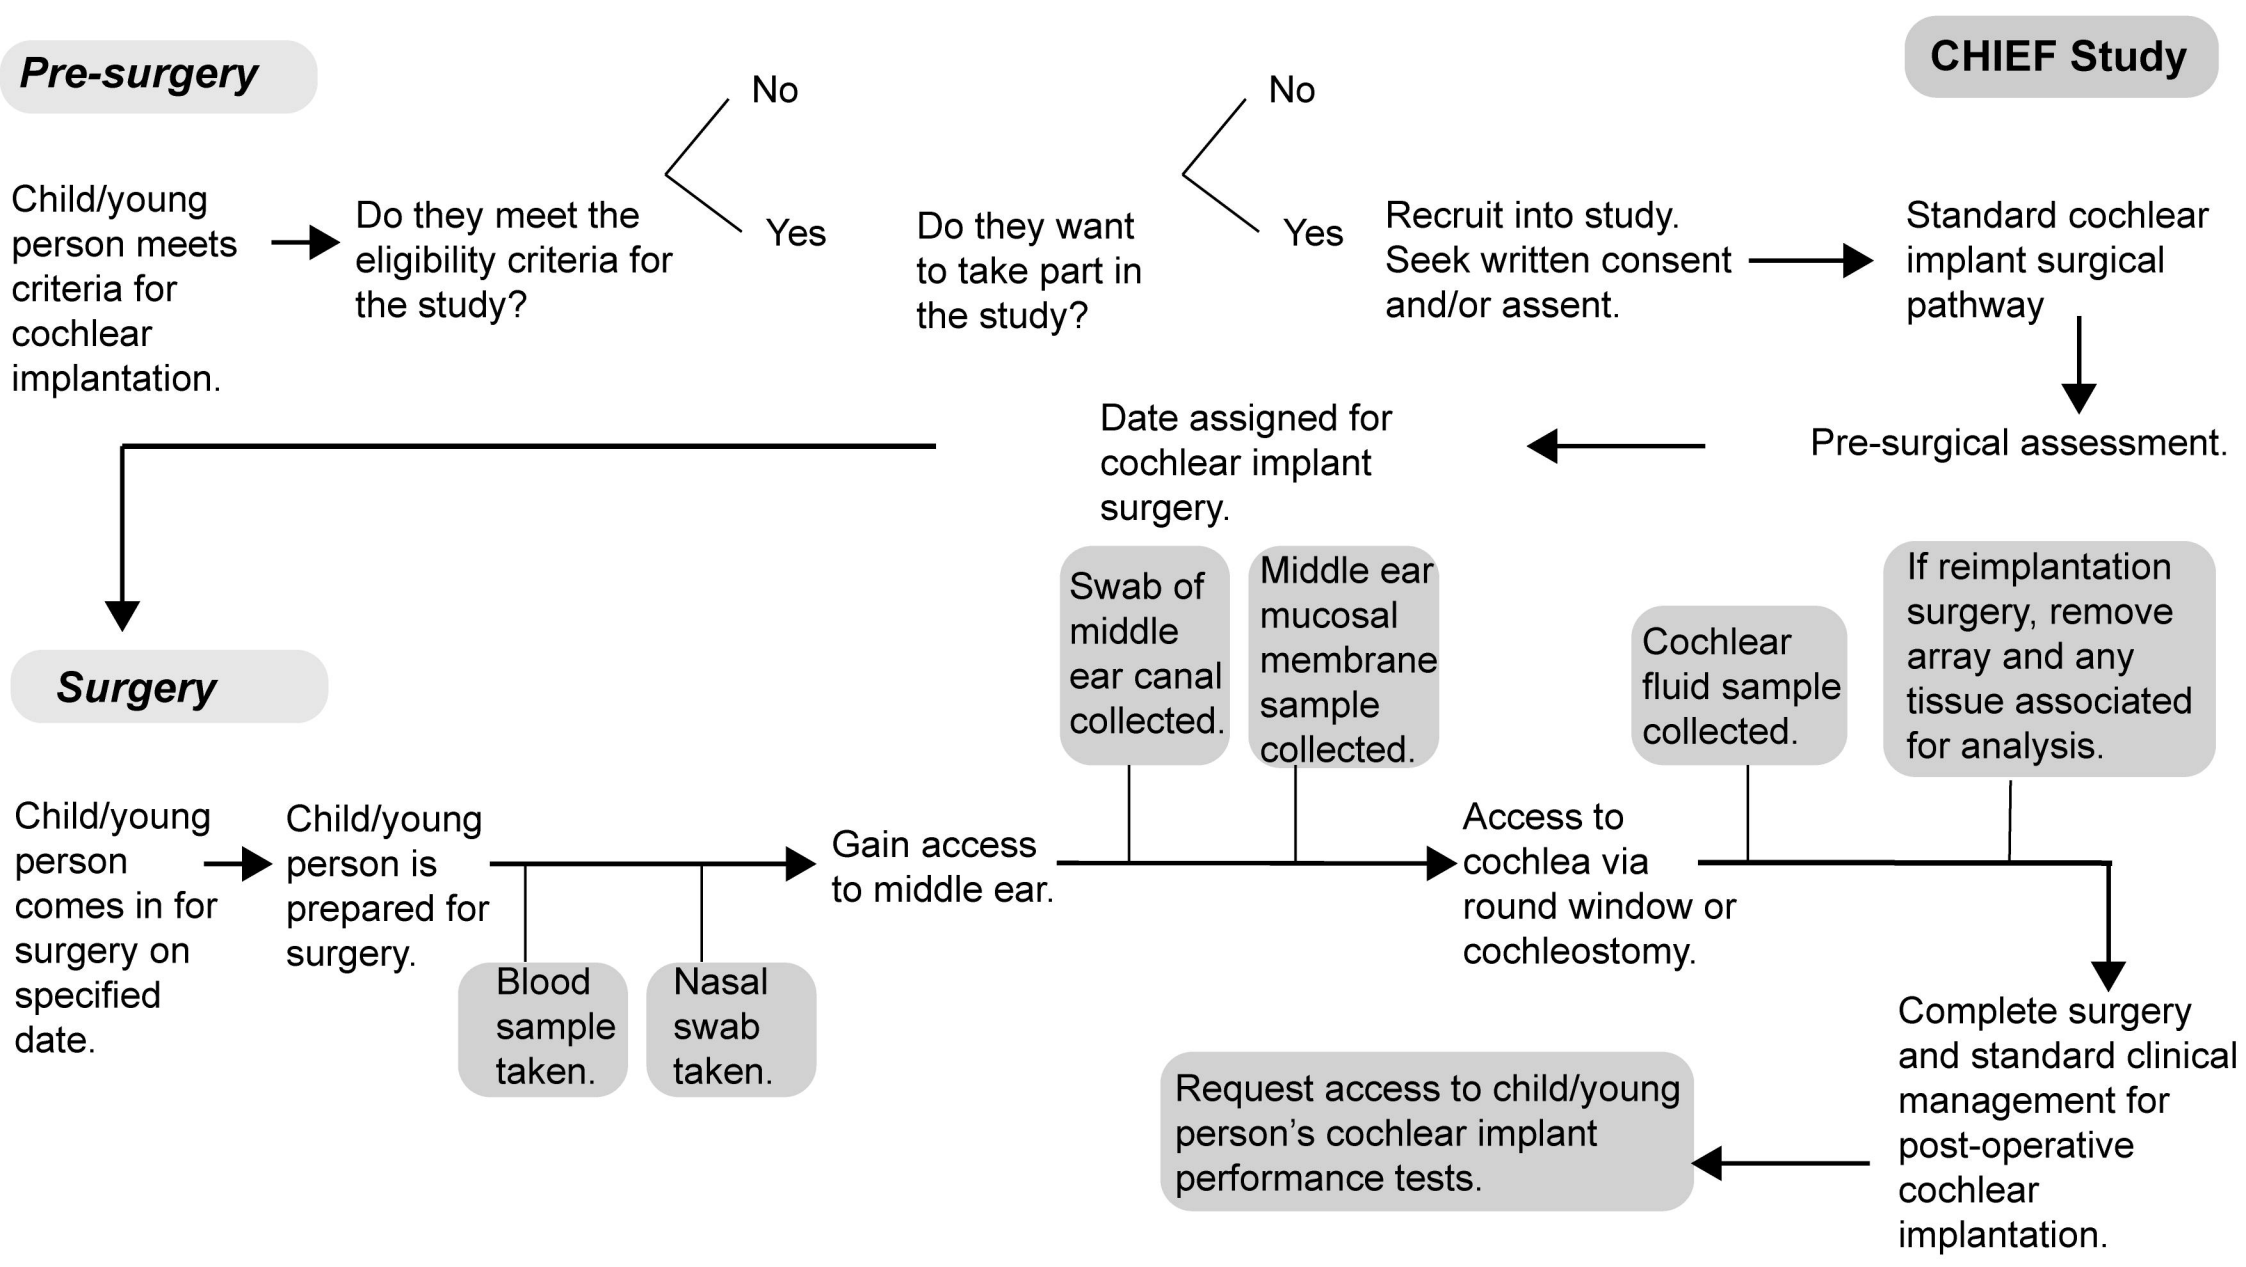 Pre-surgery
CHIEF Study
Child/young
person meets
criteria for
cochlear
implantation.
Do they meet the
eligibility criteria for
the study?
No
Yes
Do they want
to take part in
the study?
No
Yes
Recruit into study.
Seek written consent
and/or assent.
Standard cochlear
implant surgical
pathway
Pre-surgical assessment.
Date assigned for
cochlear implant
surgery.
Surgery
Child/young
person
comes in for
surgery on
specified
date.
Child/young
person is
prepared for
surgery.
Blood
sample
taken.
Nasal
swab
taken.
Gain access
to middle ear.
Swab of
middle
ear canal
collected.
Middle ear
mucosal
membrane
sample
collected.
Access to
cochlea via
round window or
cochleostomy.
Cochlear
fluid sample
collected.
If reimplantation
surgery, remove
array and any
tissue associated
for analysis.
Complete surgery
and standard clinical
management for
post-operative
cochlear
implantation.
Request access to child/young
person’s cochlear implant
performance tests.